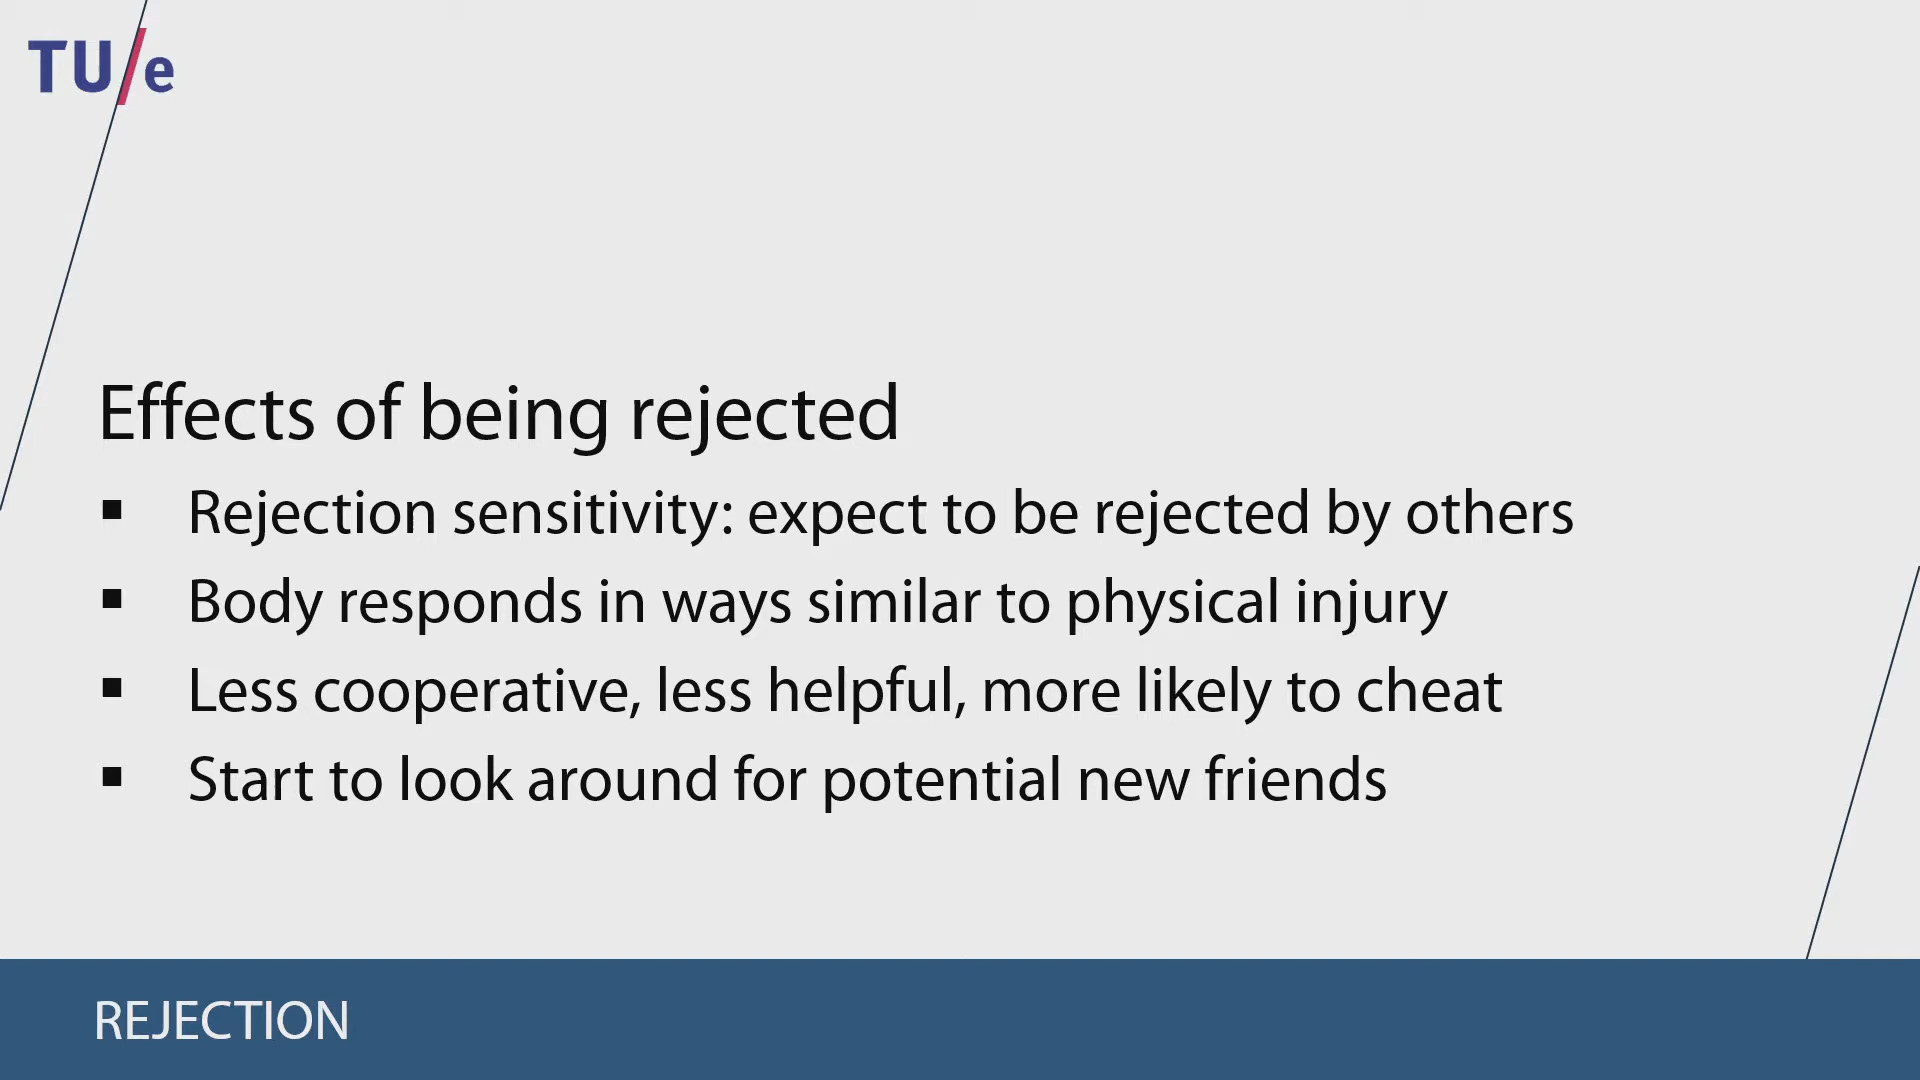 TU/e
Effects of being rejected
▪ Rejection sensitivity: expect to be rejected by others
▪ Body responds in ways similar to physical injury
▪ Less cooperative, less helpful, more likely to cheat
▪ Start to look around for potential new friends
REJECTION